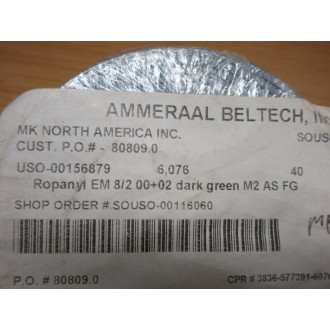 AMMERAAL BELTECH,
MK NORTH AMERICA INC.
CUST. P.O.# - 80809.0
USO-00156879 6,076 40
Ropanyl EM 8/2 00+02 dark green M2 AS FG
SHOP ORDER # SOUSO-00116060
P.O. # 80809.0